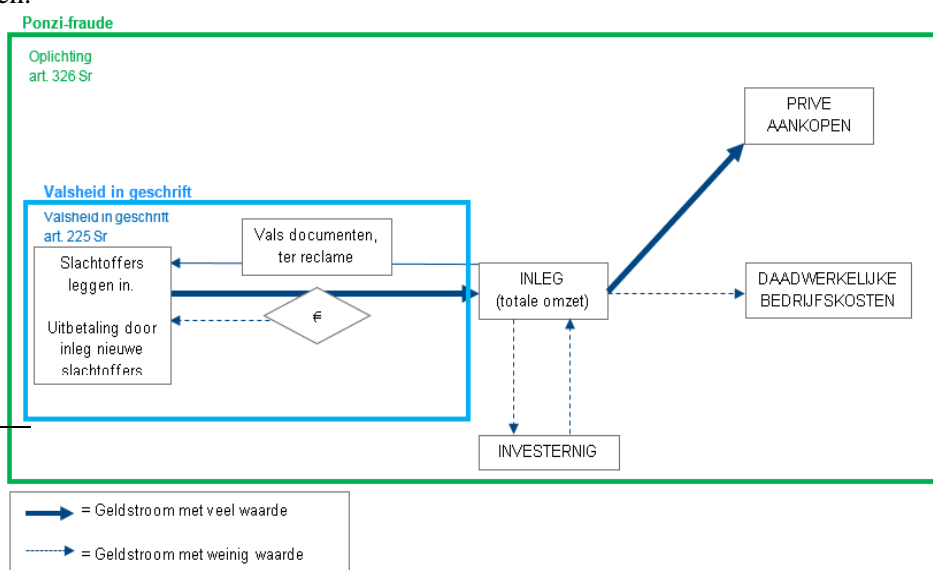 Ponzi-fraude
Oplichting
art. 326 Sr
PRIVE
AANKOPEN
Valsheid in geschrift
Valsheid in geschrift
art. 225 Sr
Vals documenten,
ter reclame
Slachtoffers
leggen in.
Uitbetaling door
inleg nieuwe
slachtoffers
€
INLEG
(totale omzet)
DAADWERKELIJKE
BEDRIJFSKOSTEN
INVESTERNIG
= Geldstroom met veel waarde
= Geldstroom met weinig waarde